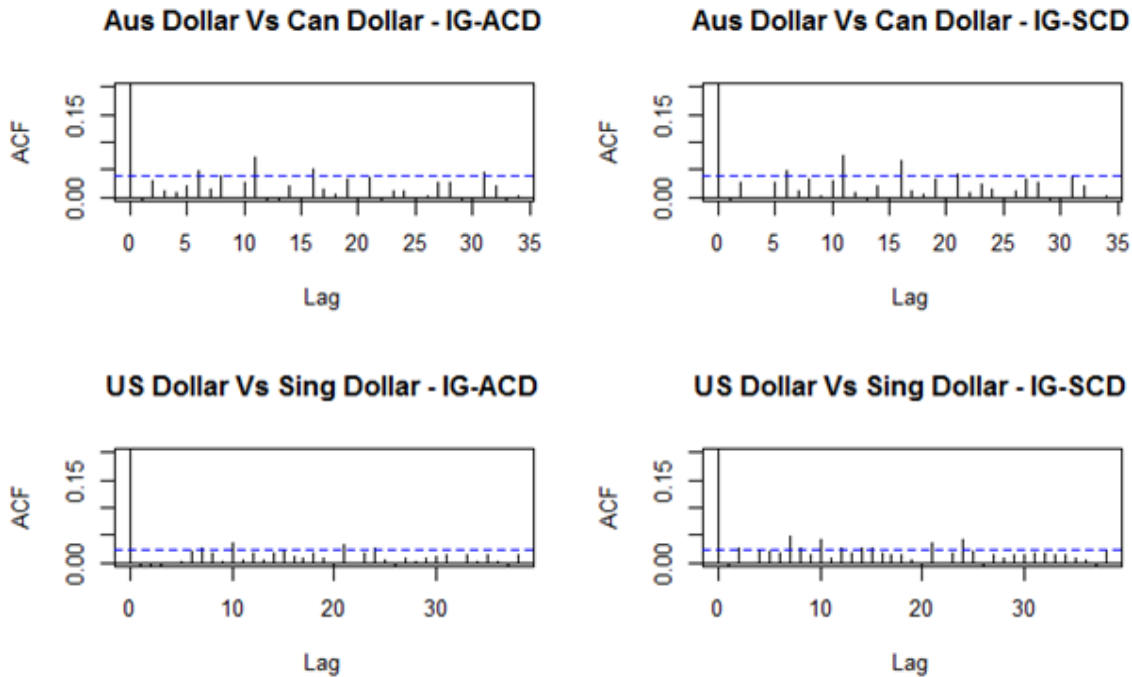 Aus Dollar Vs Can Dollar - IG-ACD
ACF
0.15
0.00
0 5 10 15 20 25 30 35
Lag
Aus Dollar Vs Can Dollar - IG-SCD
ACF
0.15
0.00
0 5 10 15 20 25 30 35
Lag
US Dollar Vs Sing Dollar - IG-ACD
ACF
0.15
0.00
0 10 20 30
Lag
US Dollar Vs Sing Dollar - IG-SCD
ACF
0.15
0.00
0 10 20 30
Lag